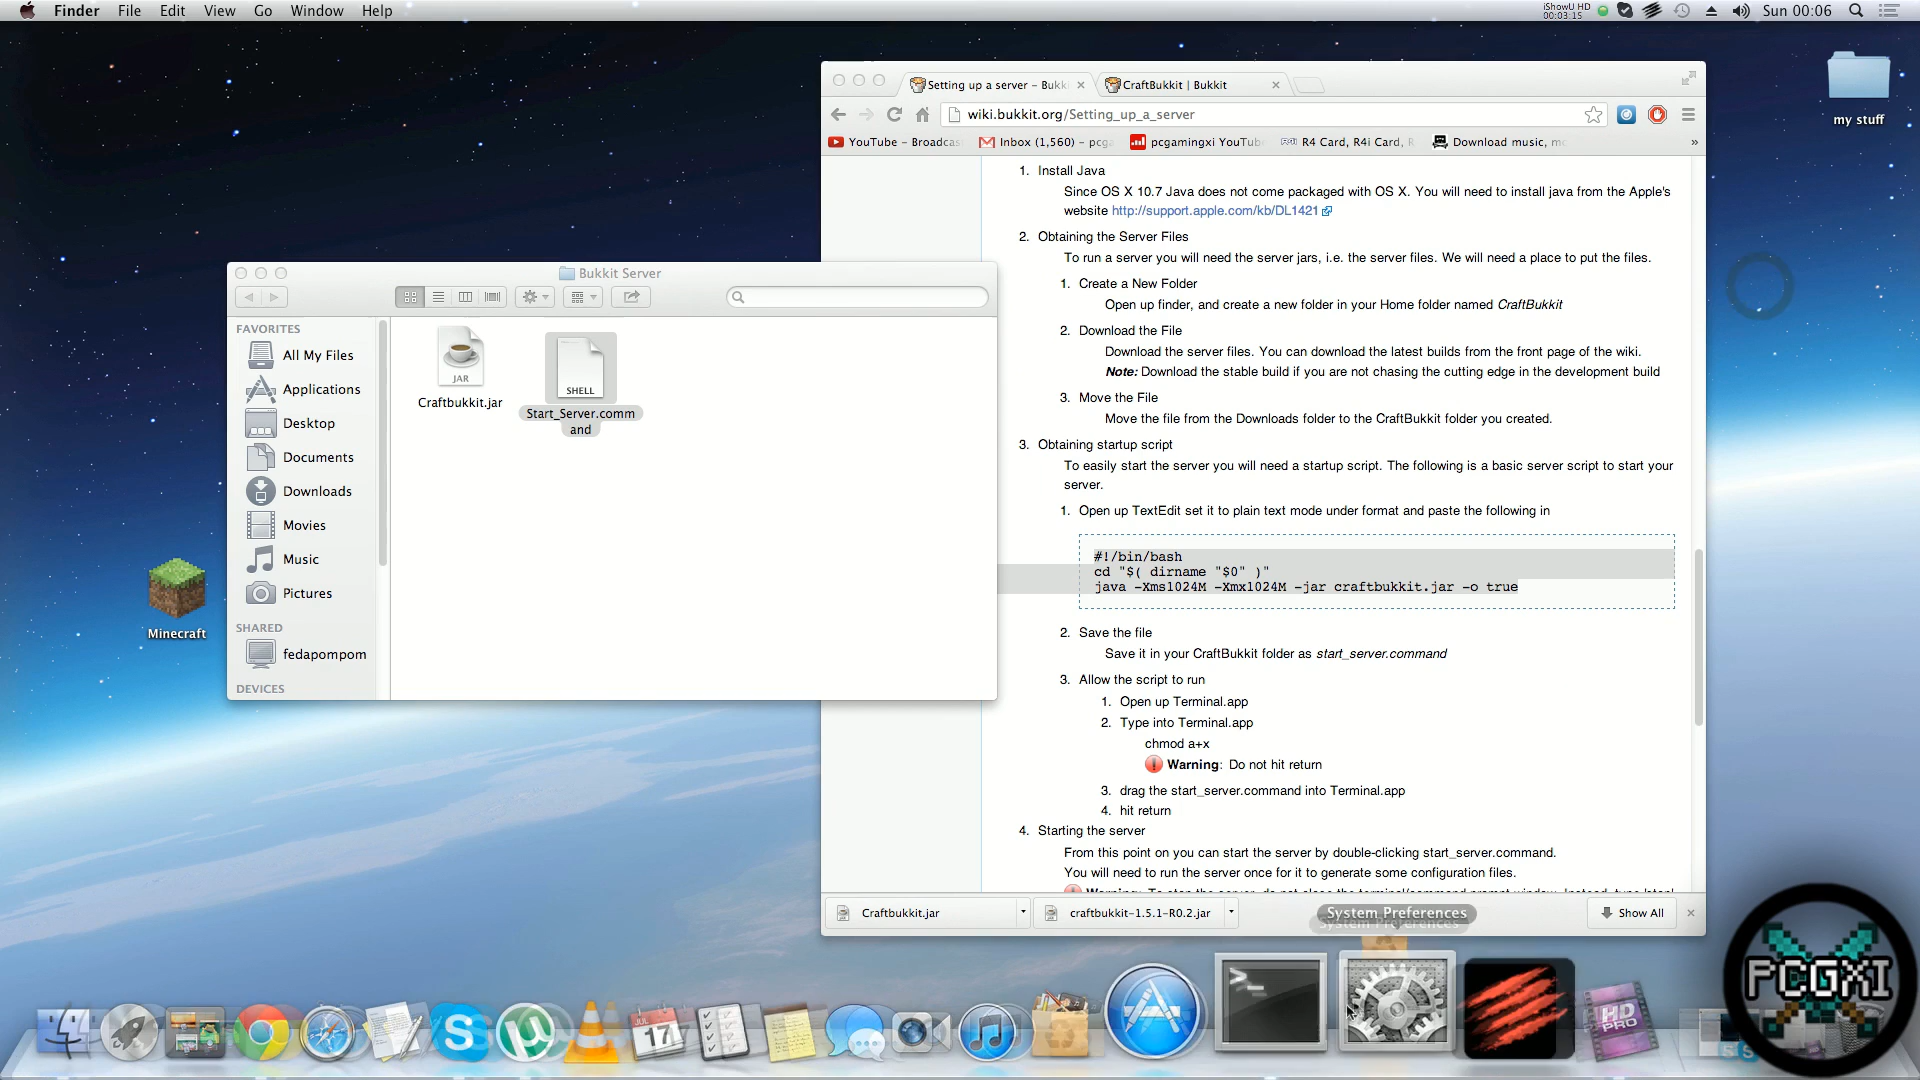 Finder File Edit View Go Window Help
iShowU HD
00:03:15
Sun 00:06
my stuff
Setting up a server – Bukk
CraftBukkit | Bukkit
wiki.bukkit.org/Setting_up_a_server
YouTube – Broadcas
Inbox (1,560) – pcga
pcgamingxi YouTub
R4 Card, R4i Card, R
Download music, mo
»
1. Install Java
Since OS X 10.7 Java does not come packaged with OS X. You will need to install java from the Apple's
website http://support.apple.com/kb/DL1421
2. Obtaining the Server Files
To run a server you will need the server jars, i.e. the server files. We will need a place to put the files.
1. Create a New Folder
Open up finder, and create a new folder in your Home folder named CraftBukkit
2. Download the File
Download the server files. You can download the latest builds from the front page of the wiki.
Note: Download the stable build if you are not chasing the cutting edge in the development build
3. Move the File
Move the file from the Downloads folder to the CraftBukkit folder you created.
3. Obtaining startup script
To easily start the server you will need a startup script. The following is a basic server script to start your
server.
1. Open up TextEdit set it to plain text mode under format and paste the following in
#!/bin/bash
cd "$( dirname "$0" )"
java -Xms1024M -Xmx1024M -jar craftbukkit.jar -o true
2. Save the file
Save it in your CraftBukkit folder as start_server.command
3. Allow the script to run
1. Open up Terminal.app
2. Type into Terminal.app
chmod a+x
Warning: Do not hit return
3. drag the start_server.command into Terminal.app
4. hit return
4. Starting the server
From this point on you can start the server by double-clicking start_server.command.
You will need to run the server once for it to generate some configuration files.
Craftbukkit.jar
craftbukkit-1.5.1-R0.2.jar
Show All
System Preferences
Bukkit Server
FAVORITES
All My Files
Applications
Desktop
Documents
Downloads
Movies
Music
Pictures
SHARED
fedapompom
DEVICES
JAR
Craftbukkit.jar
SHELL
Start_Server.comm
and
Minecraft
JUL
17
HD
PRO
PCGXI